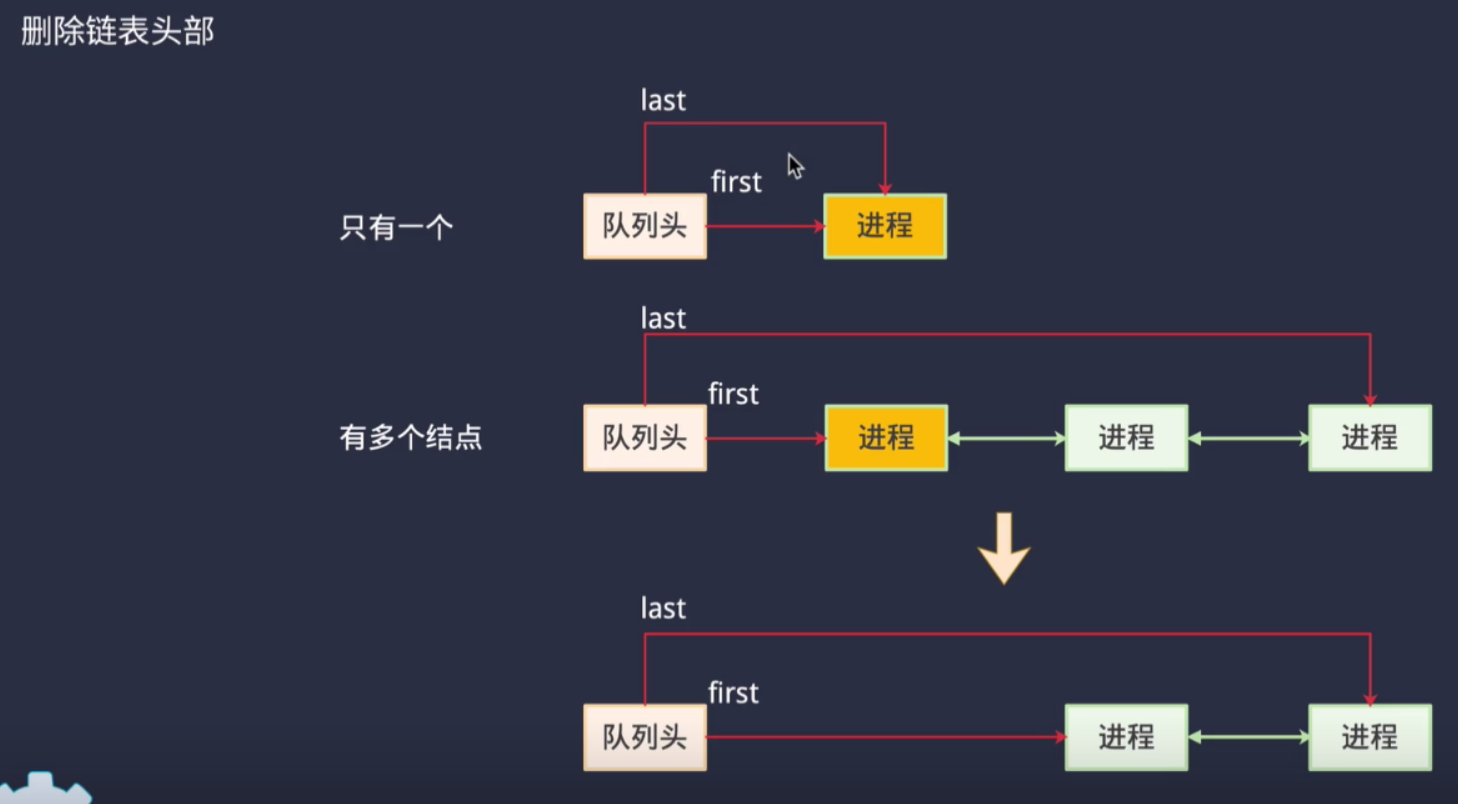 删除链表头部
last
first
只有一个
队列头
进程
last
first
有多个结点
队列头
进程
进程
进程
last
first
队列头
进程
进程